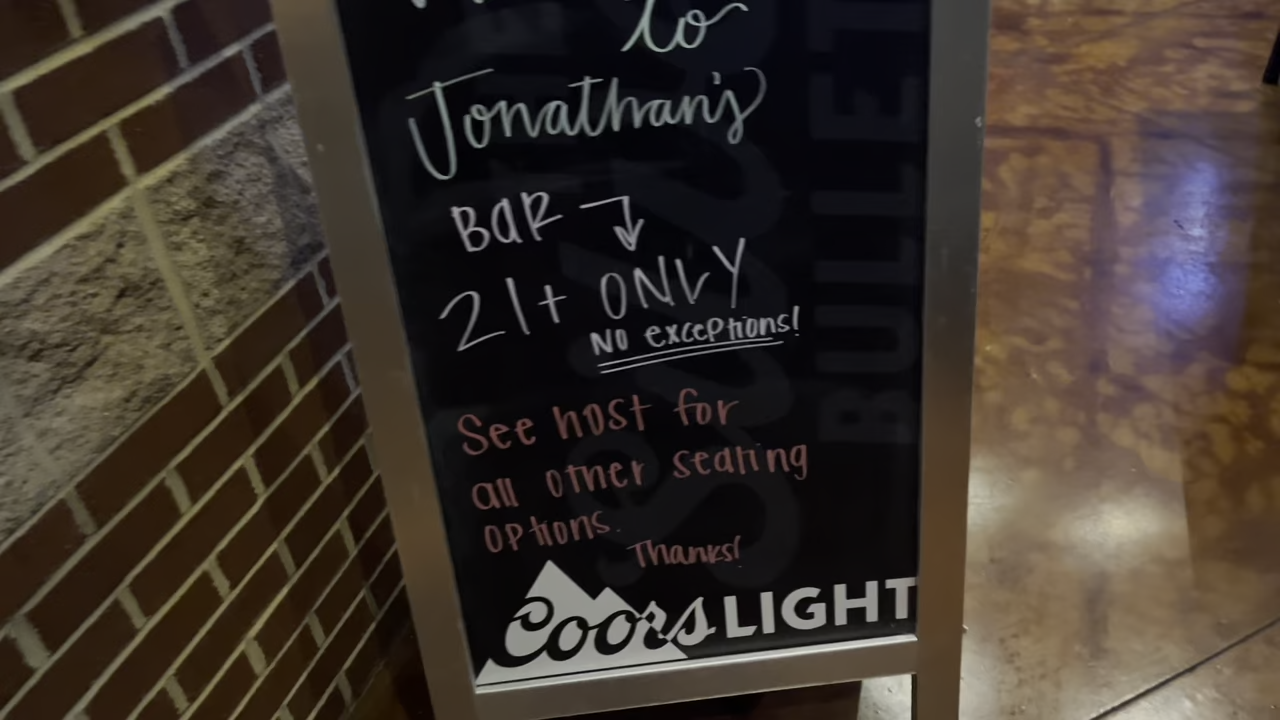 to
Jonathan's
BAR
21+ ONLY
NO exceptions!
See host for
all other seating
options.
Thanks!
Coors LIGHT
BULLET